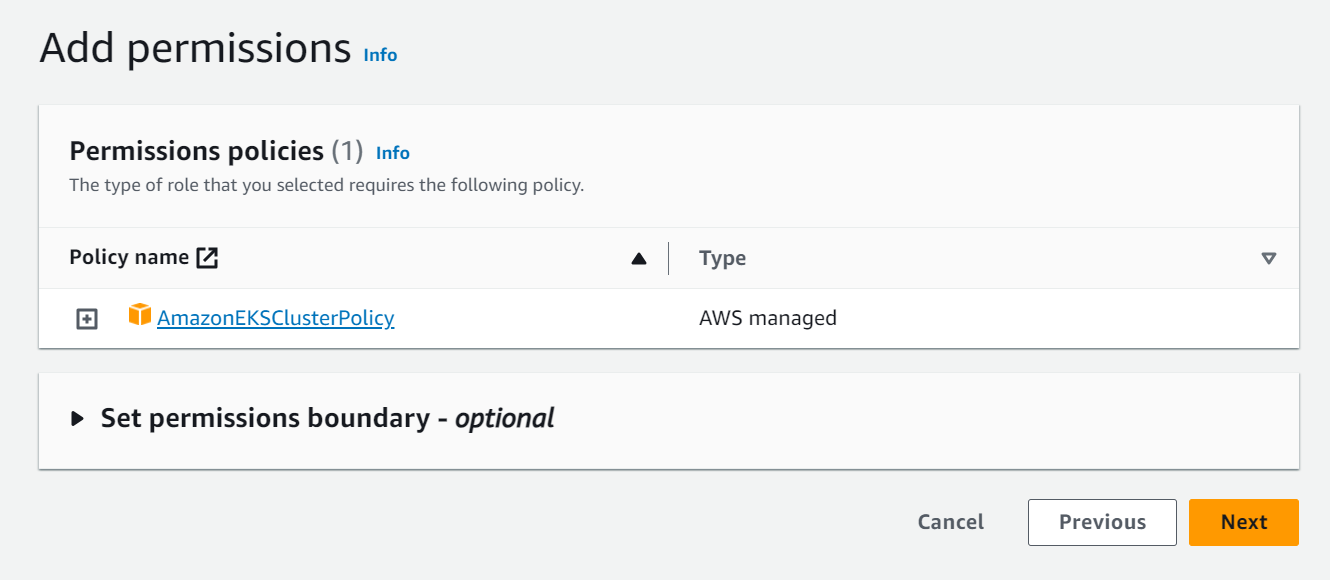 Add permissions Info
Permissions policies (1) Info
The type of role that you selected requires the following policy.
Policy name Type
AmazonEKSClusterPolicy AWS managed
Set permissions boundary - optional
Cancel Previous Next